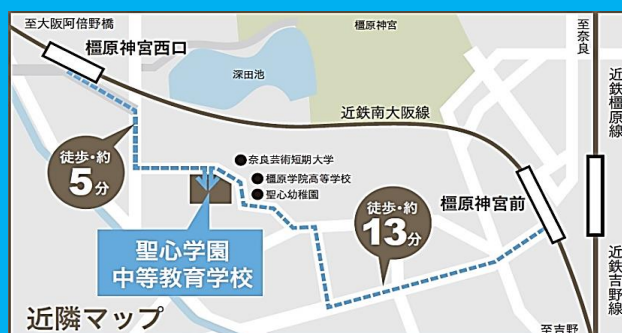 至大阪阿倍野橋
橿原神宮
至奈良
橿原神宮西口
深田池
近鉄橿原線
近鉄南大阪線
徒歩・約
5分
奈良芸術短期大学
橿原学院高等学校
聖心幼稚園
徒歩・約
13分
橿原神宮前
聖心学園
中等教育学校
近鉄吉野線
近隣マップ
至吉野